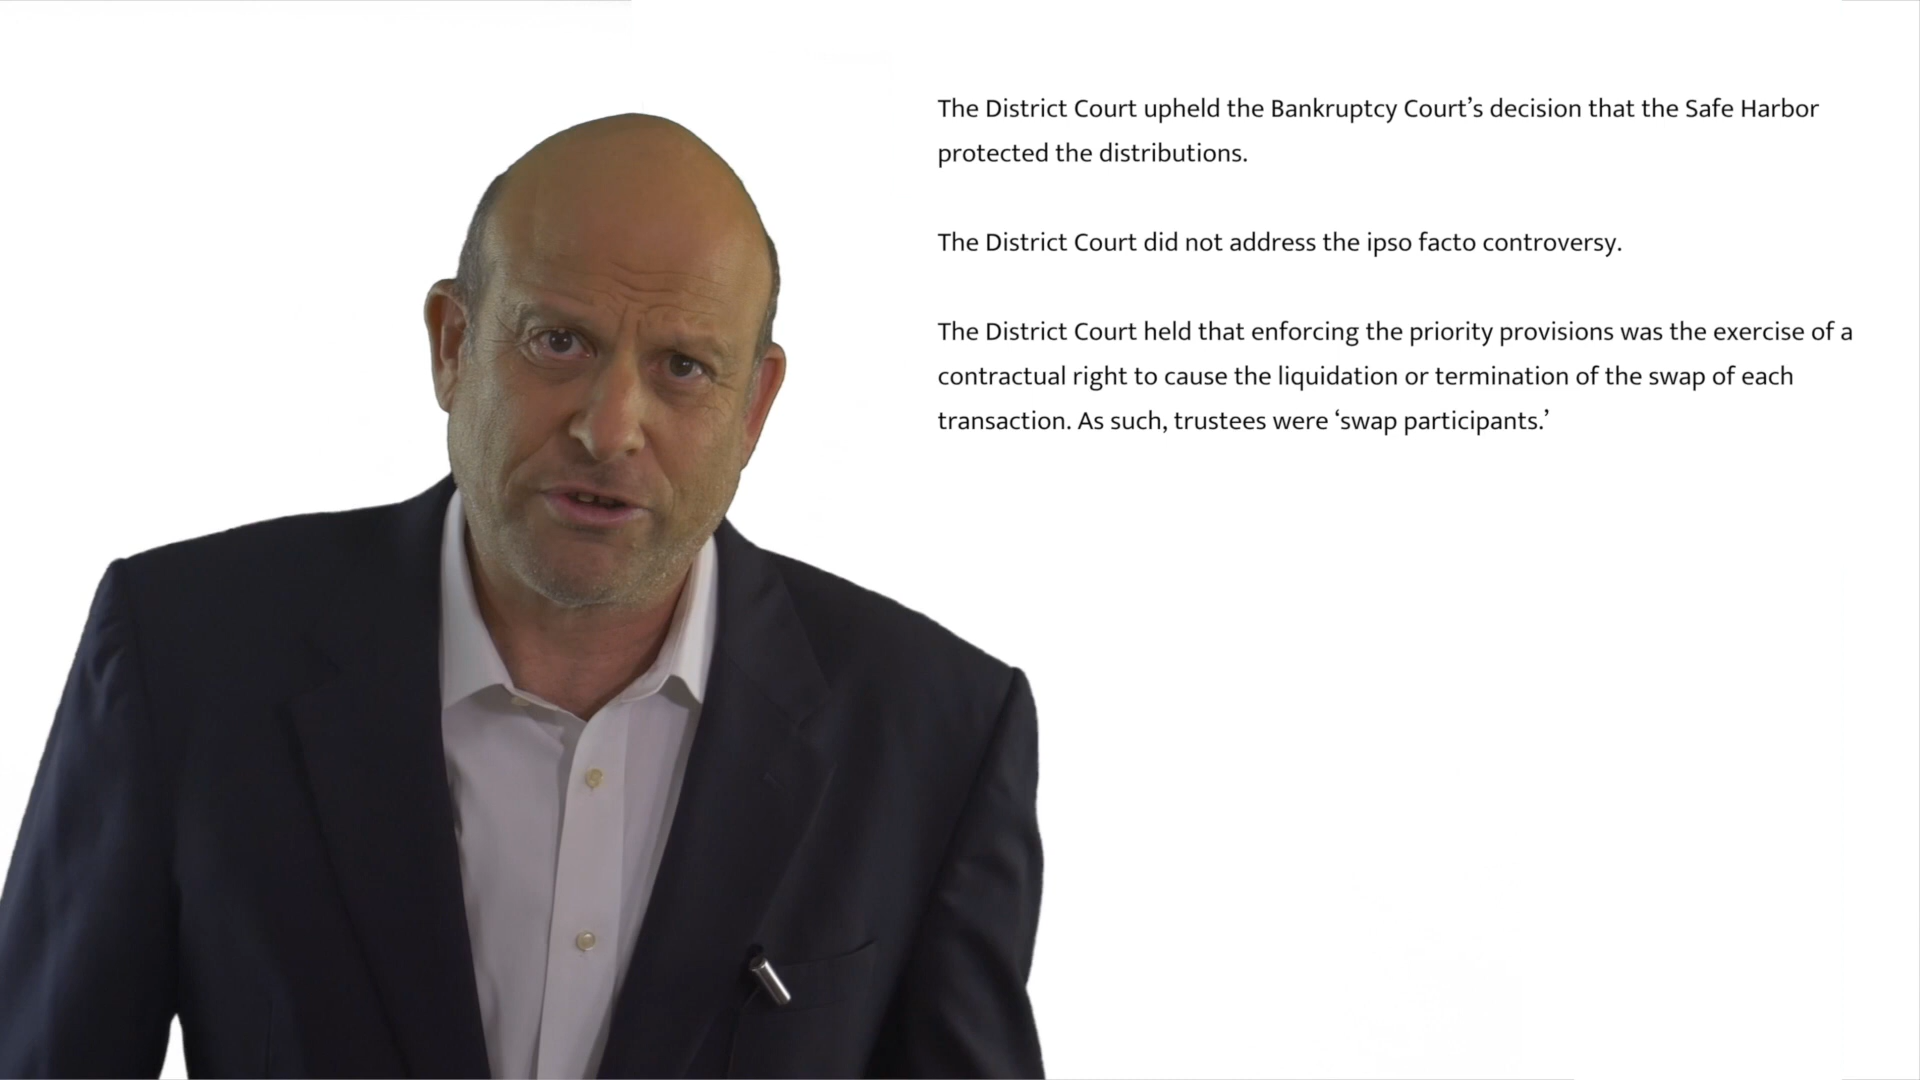 The District Court upheld the Bankruptcy Court’s decision that the Safe Harbor
protected the distributions.
The District Court did not address the ipso facto controversy.
The District Court held that enforcing the priority provisions was the exercise of a
contractual right to cause the liquidation or termination of the swap of each
transaction. As such, trustees were ‘swap participants.’